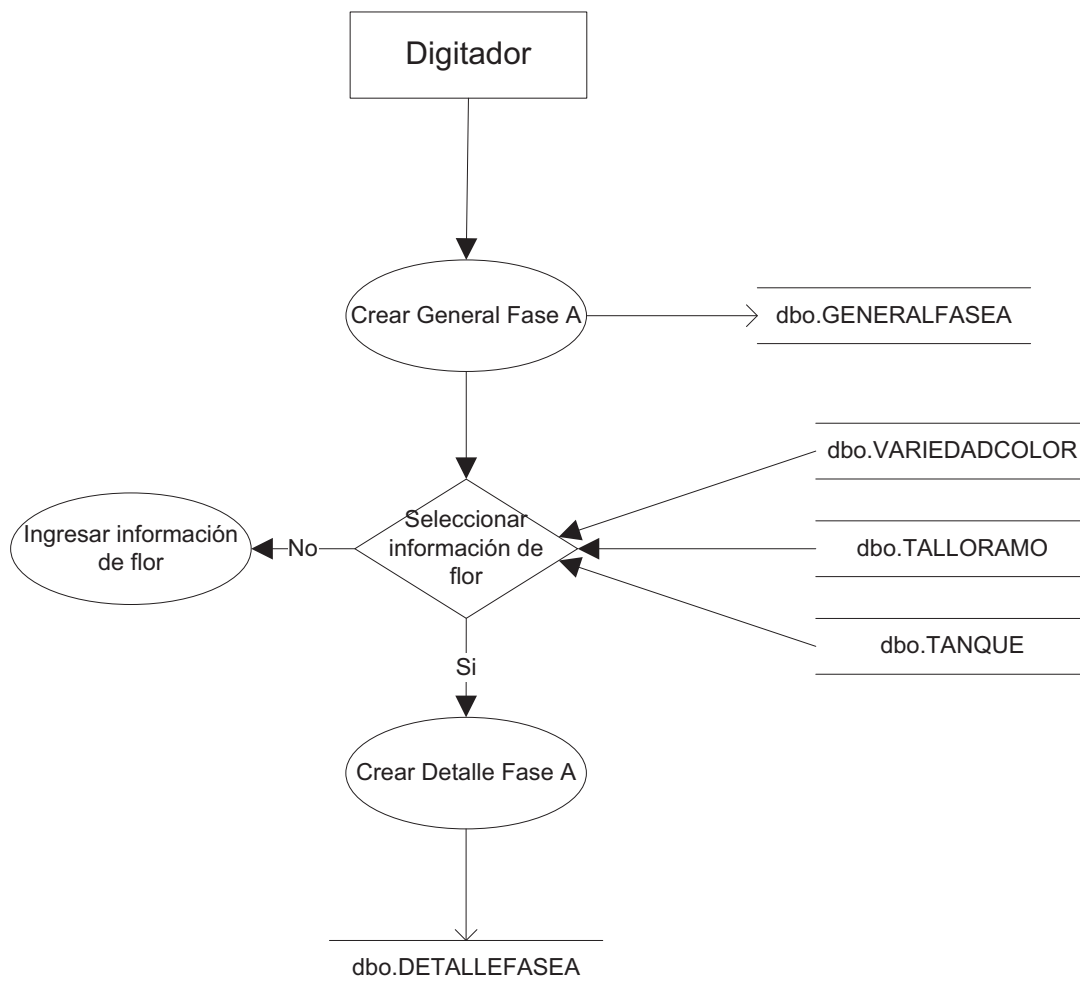 Digitador
Crear General Fase A
dbo.GENERALFASEA
dbo.VARIEDADCOLOR
Seleccionar
información de
flor
Ingresar información
de flor
No
dbo.TALLORAMO
dbo.TANQUE
Si
Crear Detalle Fase A
dbo.DETALLEFASEA